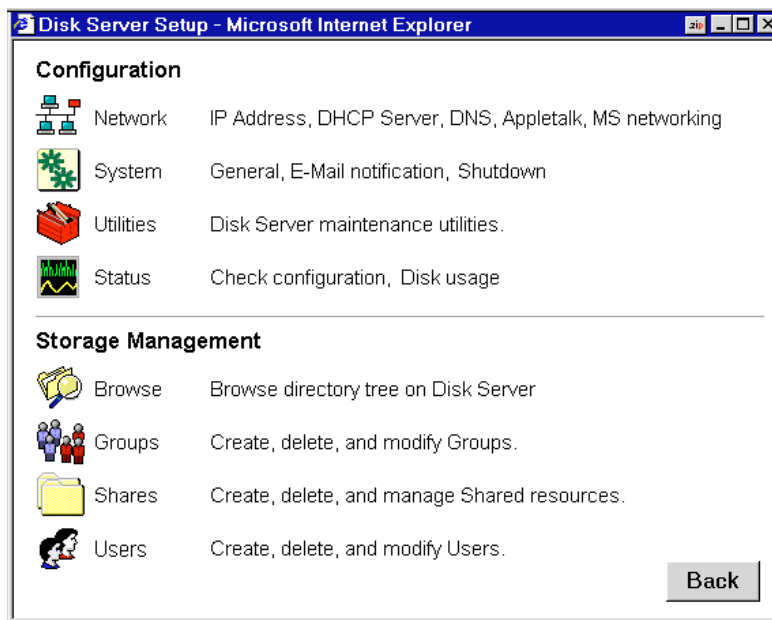 Disk Server Setup - Microsoft Internet Explorer
zip
Configuration
Network IP Address, DHCP Server, DNS, Appletalk, MS networking
System General, E-Mail notification, Shutdown
Utilities Disk Server maintenance utilities.
Status Check configuration, Disk usage
Storage Management
Browse Browse directory tree on Disk Server
Groups Create, delete, and modify Groups.
Shares Create, delete, and manage Shared resources.
Users Create, delete, and modify Users.
Back